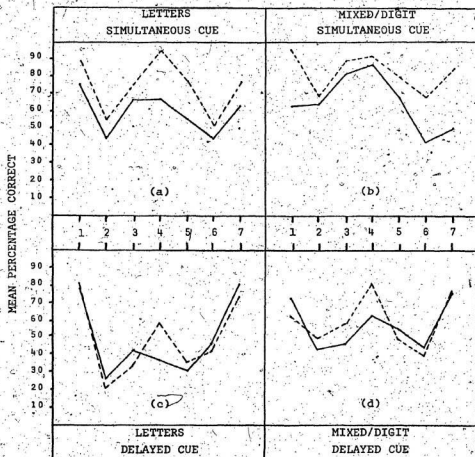 LETTERS
SIMULTANEOUS CUE
MIXED/DIGIT
SIMULTANEOUS CUE
MEAN PERCENTAGE CORRECT
90
80
70
60
50
40
30
20
10
(a)
(b)
1 2 3 4 5 6 7
1 2 3 4 5 6 7
90
80
70
60
50
40
30
20
10
(c)
(d)
LETTERS
DELAYED CUE
MIXED/DIGIT
DELAYED CUE